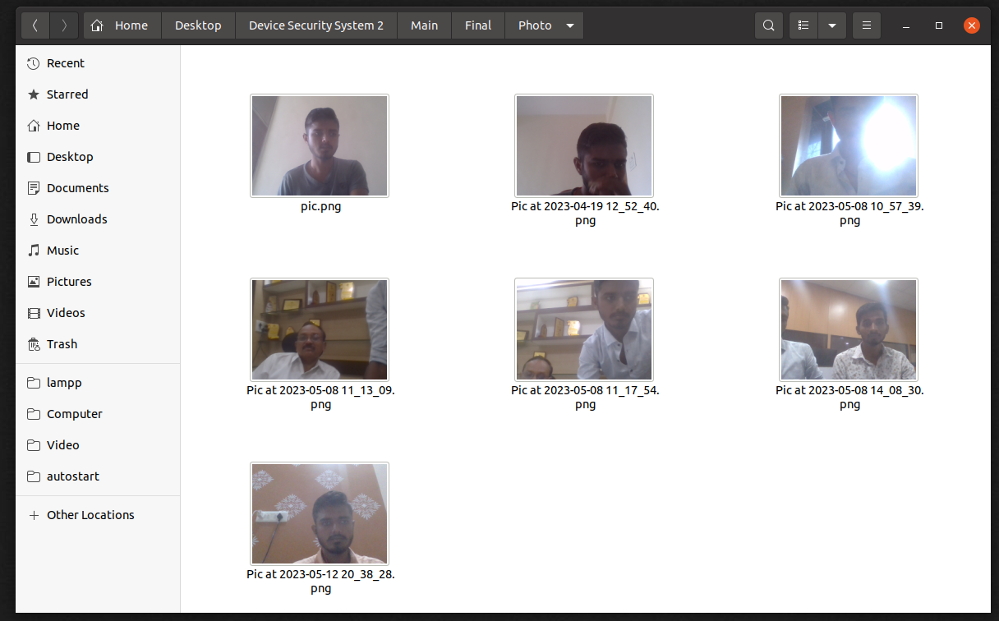 Home Desktop Device Security System 2 Main Final Photo
Recent
Starred
Home
Desktop
Documents
Downloads
Music
Pictures
Videos
Trash
lampp
Computer
Video
autostart
Other Locations
pic.png
Pic at 2023-04-19 12_52_40.
png
Pic at 2023-05-08 10_57_39.
png
Pic at 2023-05-08 11_13_09.
png
Pic at 2023-05-08 11_17_54.
png
Pic at 2023-05-08 14_08_30.
png
Pic at 2023-05-12 20_38_28.
png